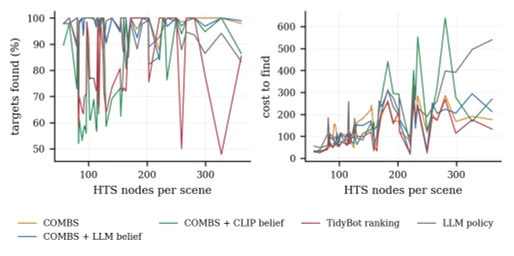 100
90
80
70
60
50
targets found (%)
100
200
300
HTS nodes per scene
600
500
400
300
200
100
0
cost to find
100
200
300
HTS nodes per scene
COMBS
COMBS + CLIP belief
TidyBot ranking
LLM policy
COMBS + LLM belief